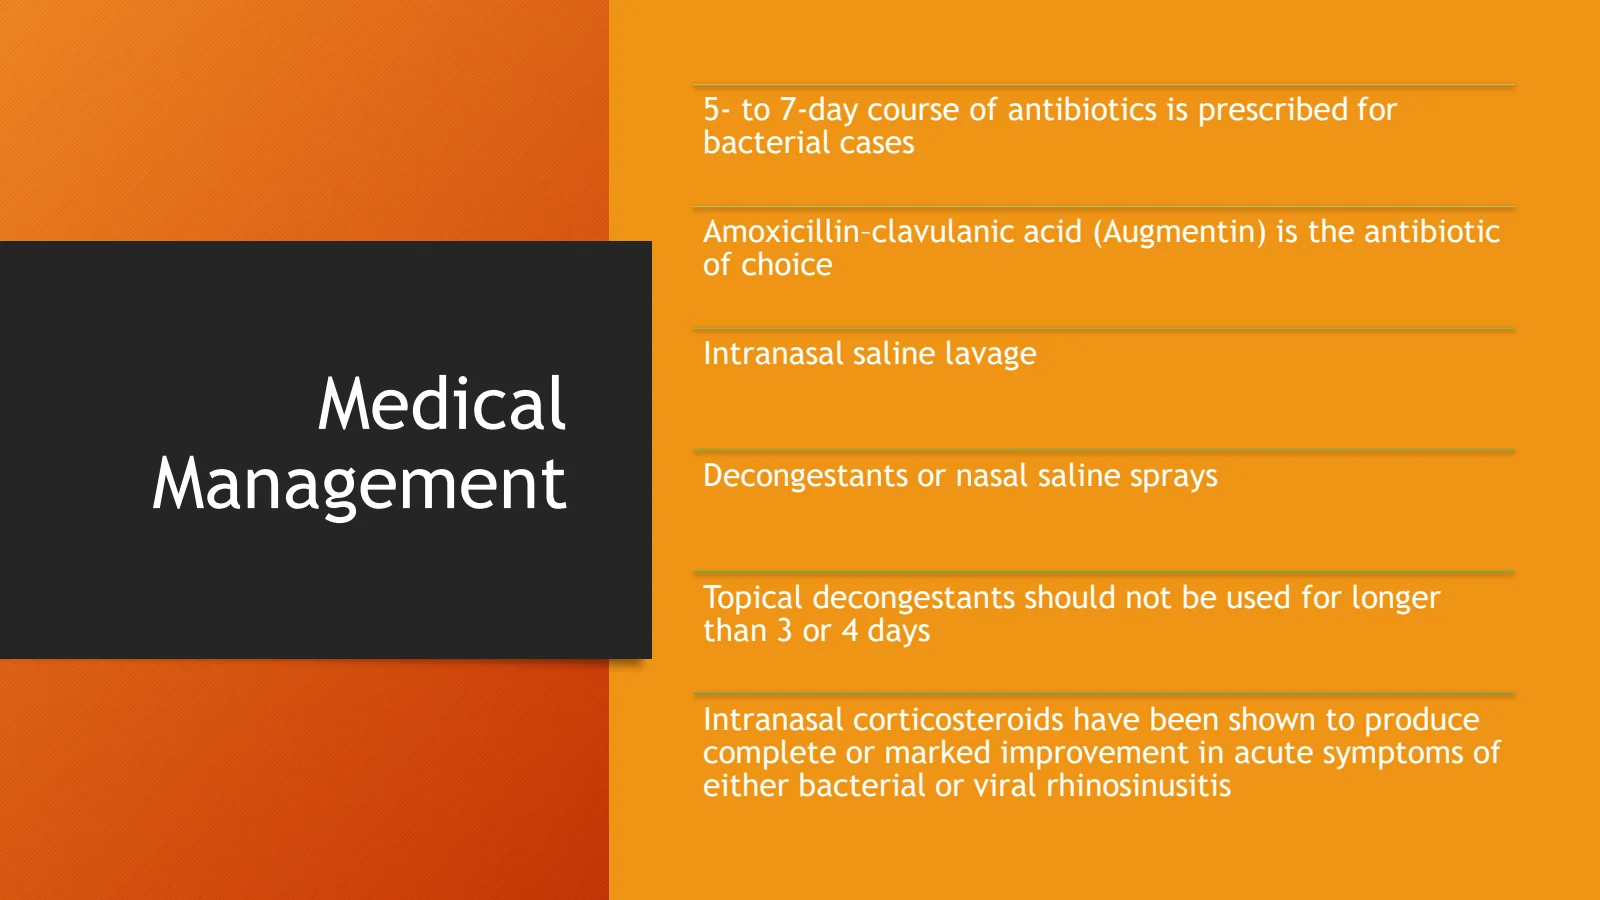 Medical
Management
5- to 7-day course of antibiotics is prescribed for
bacterial cases
Amoxicillin–clavulanic acid (Augmentin) is the antibiotic
of choice
Intranasal saline lavage
Decongestants or nasal saline sprays
Topical decongestants should not be used for longer
than 3 or 4 days
Intranasal corticosteroids have been shown to produce
complete or marked improvement in acute symptoms of
either bacterial or viral rhinosinusitis